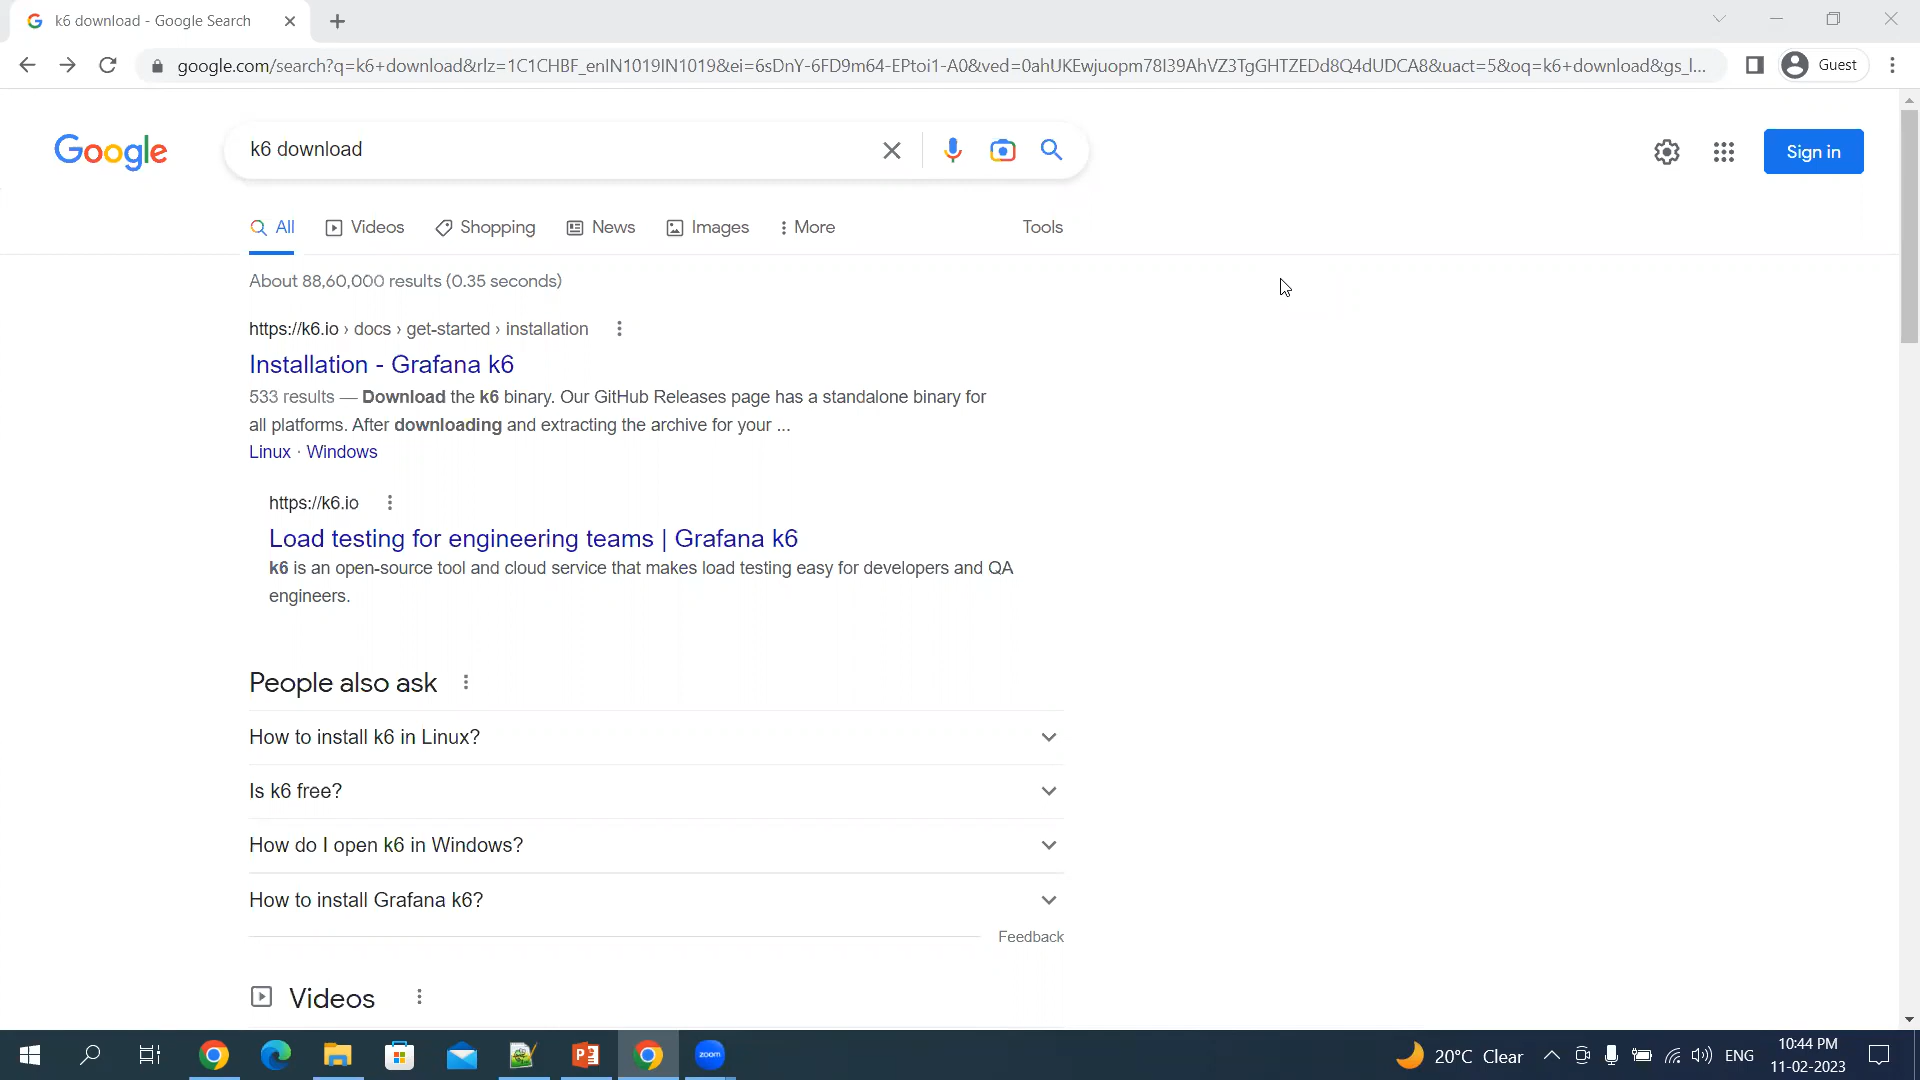 k6 download - Google Search
google.com/search?q=k6+download&rlz=1C1CHBF_enIN1019IN1019&ei=6sDnY-6FD9m64-EPtoi1-A0&ved=0ahUKEwjuopm78I39AhVZ3TgGHTZEDd8Q4dUDCA8&uact=5&oq=k6+download&gs_l...
Guest
Google
k6 download
Sign in
All
Videos
Shopping
News
Images
More
Tools
About 88,60,000 results (0.35 seconds)
https://k6.io › docs › get-started › installation
Installation - Grafana k6
533 results — Download the k6 binary. Our GitHub Releases page has a standalone binary for
all platforms. After downloading and extracting the archive for your ...
Linux · Windows
https://k6.io
Load testing for engineering teams | Grafana k6
k6 is an open-source tool and cloud service that makes load testing easy for developers and QA
engineers.
People also ask
How to install k6 in Linux?
Is k6 free?
How do I open k6 in Windows?
How to install Grafana k6?
Feedback
Videos
zoom
20°C Clear
ENG
10:44 PM
11-02-2023